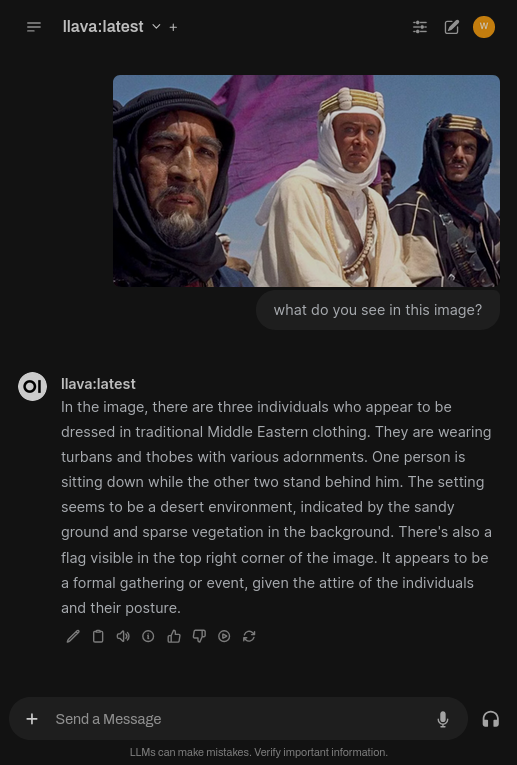 llava:latest
W
what do you see in this image?
OI
llava:latest
In the image, there are three individuals who appear to be
dressed in traditional Middle Eastern clothing. They are wearing
turbans and thobes with various adornments. One person is
sitting down while the other two stand behind him. The setting
seems to be a desert environment, indicated by the sandy
ground and sparse vegetation in the background. There's also a
flag visible in the top right corner of the image. It appears to be
a formal gathering or event, given the attire of the individuals
and their posture.
Send a Message
LLMs can make mistakes. Verify important information.